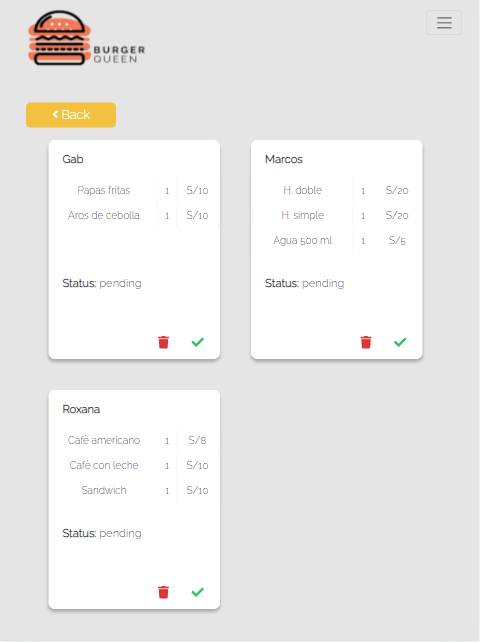 BURGER
QUEEN
Back
Gab
Papas fritas 1 S/10
Aros de cebolla 1 S/10
Status: pending
Marcos
H. doble 1 S/20
H. simple 1 S/20
Agua 500 ml 1 S/5
Status: pending
Roxana
Café americano 1 S/8
Café con leche 1 S/10
Sandwich 1 S/10
Status: pending